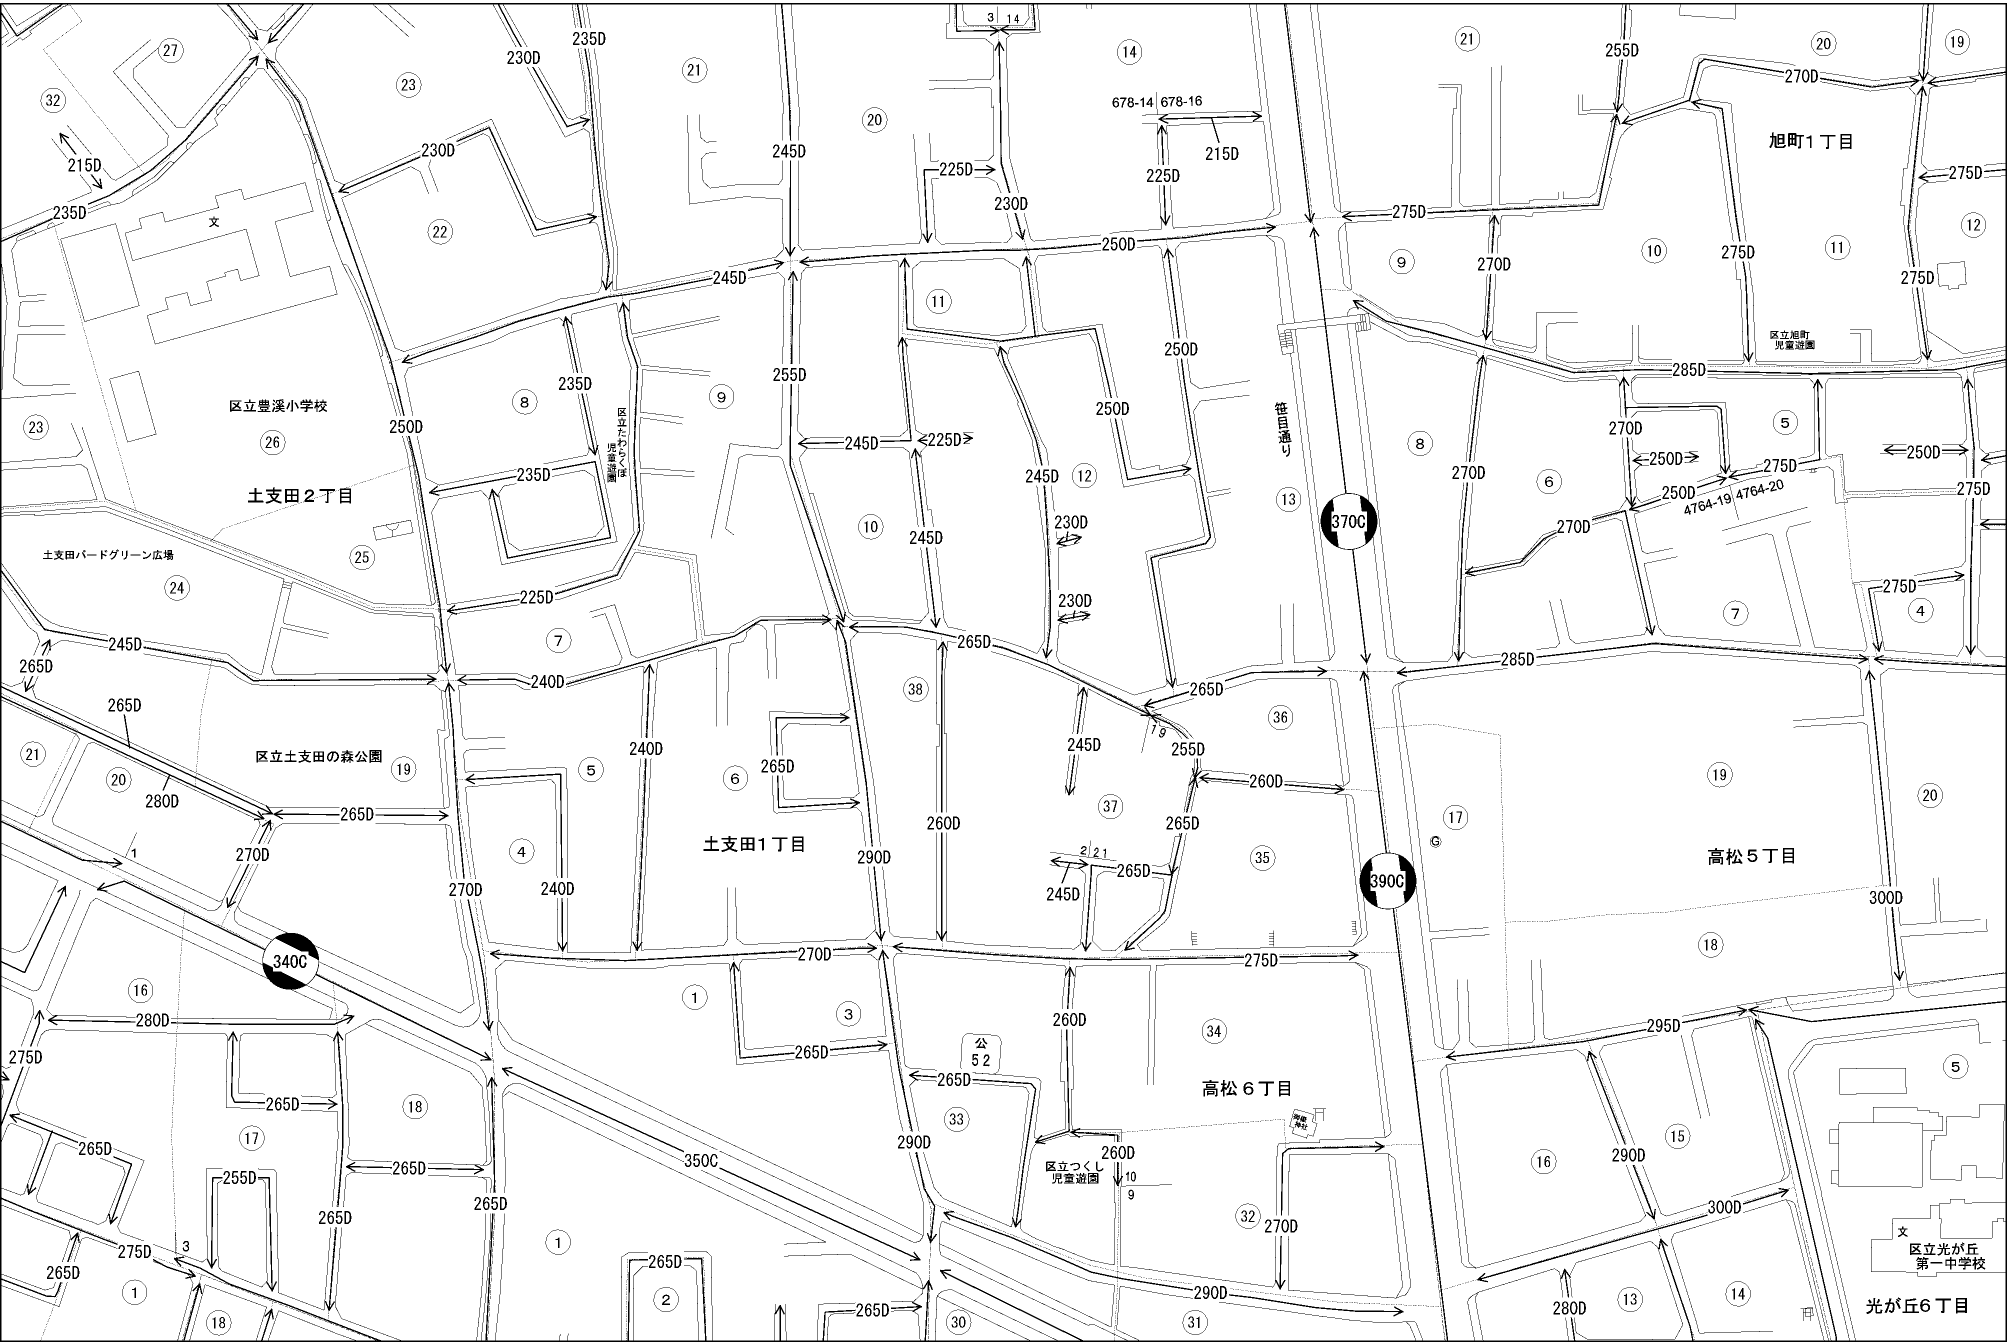 3 14
27
230D
235D
14
21
255D
20
19
32
23
21
20
678-14 678-16
270D
215D
230D
245D
225D
225D
215D
旭町1丁目
275D
235D
文
22
230D
250D
275D
12
9
270D
10
275D
11
275D
245D
11
区立旭町
児童遊園
250D
285D
255D
235D
8
9
区立豊渓小学校
26
23
250D
区立たわらくぼ
児童遊園
245D
225D
250D
笹目通り
8
270D
5
250D
250D
275D
235D
245D
12
13
270D
6
250D
275D
4764-19 4764-20
土支田2丁目
10
230D
370C
270D
土支田バードグリーン広場
25
245D
24
225D
230D
275D
7
4
7
245D
265D
240D
265D
285D
265D
265D
38
36
7 9
245D
255D
区立土支田の森公園
19
240D
5
265D
6
260D
19
20
21
20
280D
265D
37
265D
17
G
1
270D
4
土支田1丁目
290D
260D
2 21
265D
245D
35
390C
高松5丁目
270D
240D
300D
340C
270D
275D
18
16
280D
1
3
260D
34
295D
275D
265D
公
52
5
265D
18
265D
高松6丁目
御嶽
神社
17
33
290D
265D
265D
350C
260D
区立つくし
児童遊園
10
9
16
290D
15
255D
265D
265D
32
270D
300D
文
区立光が丘
第一中学校
3
275D
265D
1
1
265D
2
290D
280D
13
14
光が丘6丁目
18
265D
30
31